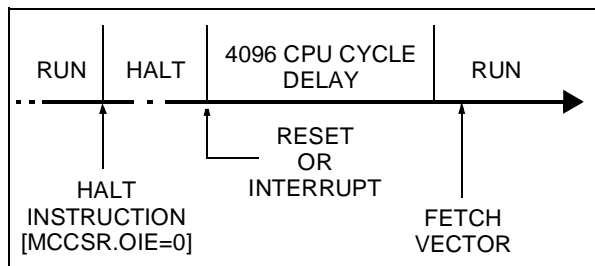 RUN
HALT
4096 CPU CYCLE
DELAY
RUN
RESET
OR
INTERRUPT
HALT
INSTRUCTION
[MCCSR.OIE=0]
FETCH
VECTOR